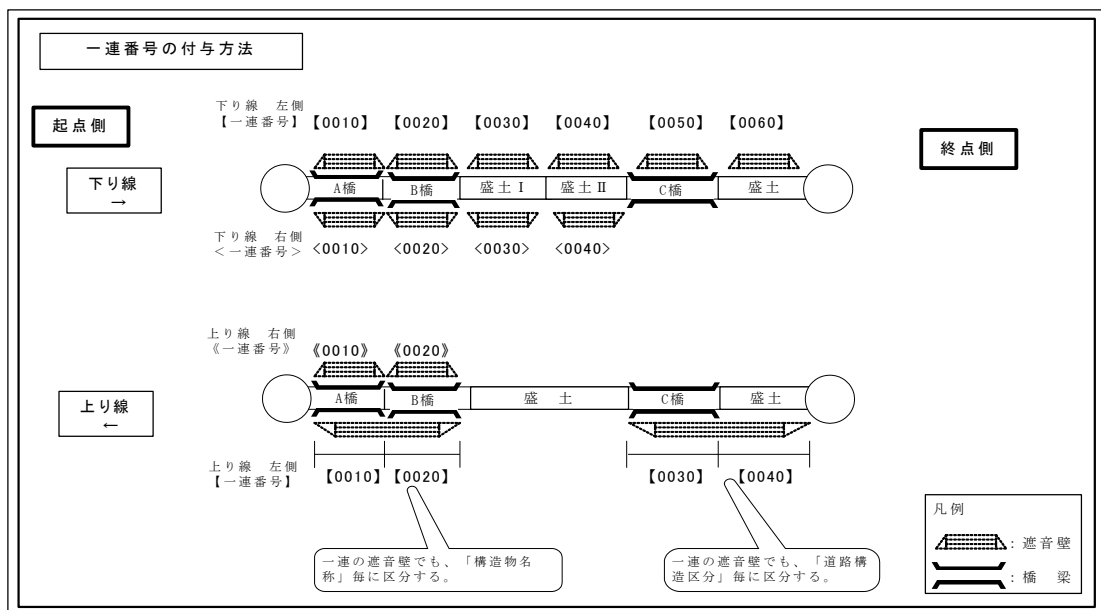 一連番号の付与方法
下り線 左側
【一連番号】 【0010】 【0020】 【0030】 【0040】 【0050】 【0060】
起点側
終点側
下り線
→
A橋 B橋 盛土Ⅰ 盛土Ⅱ C橋 盛土
下り線 右側
<一連番号> <0010> <0020> <0030> <0040>
上り線 右側
《一連番号》 《0010》 《0020》
上り線
←
A橋 B橋 盛 土 C橋 盛土
上り線 左側
【一連番号】 【0010】 【0020】 【0030】 【0040】
一連の遮音壁でも、「構造物名
称」毎に区分する。
一連の遮音壁でも、「道路構
造区分」毎に区分する。
凡例
：遮音壁
：橋 梁